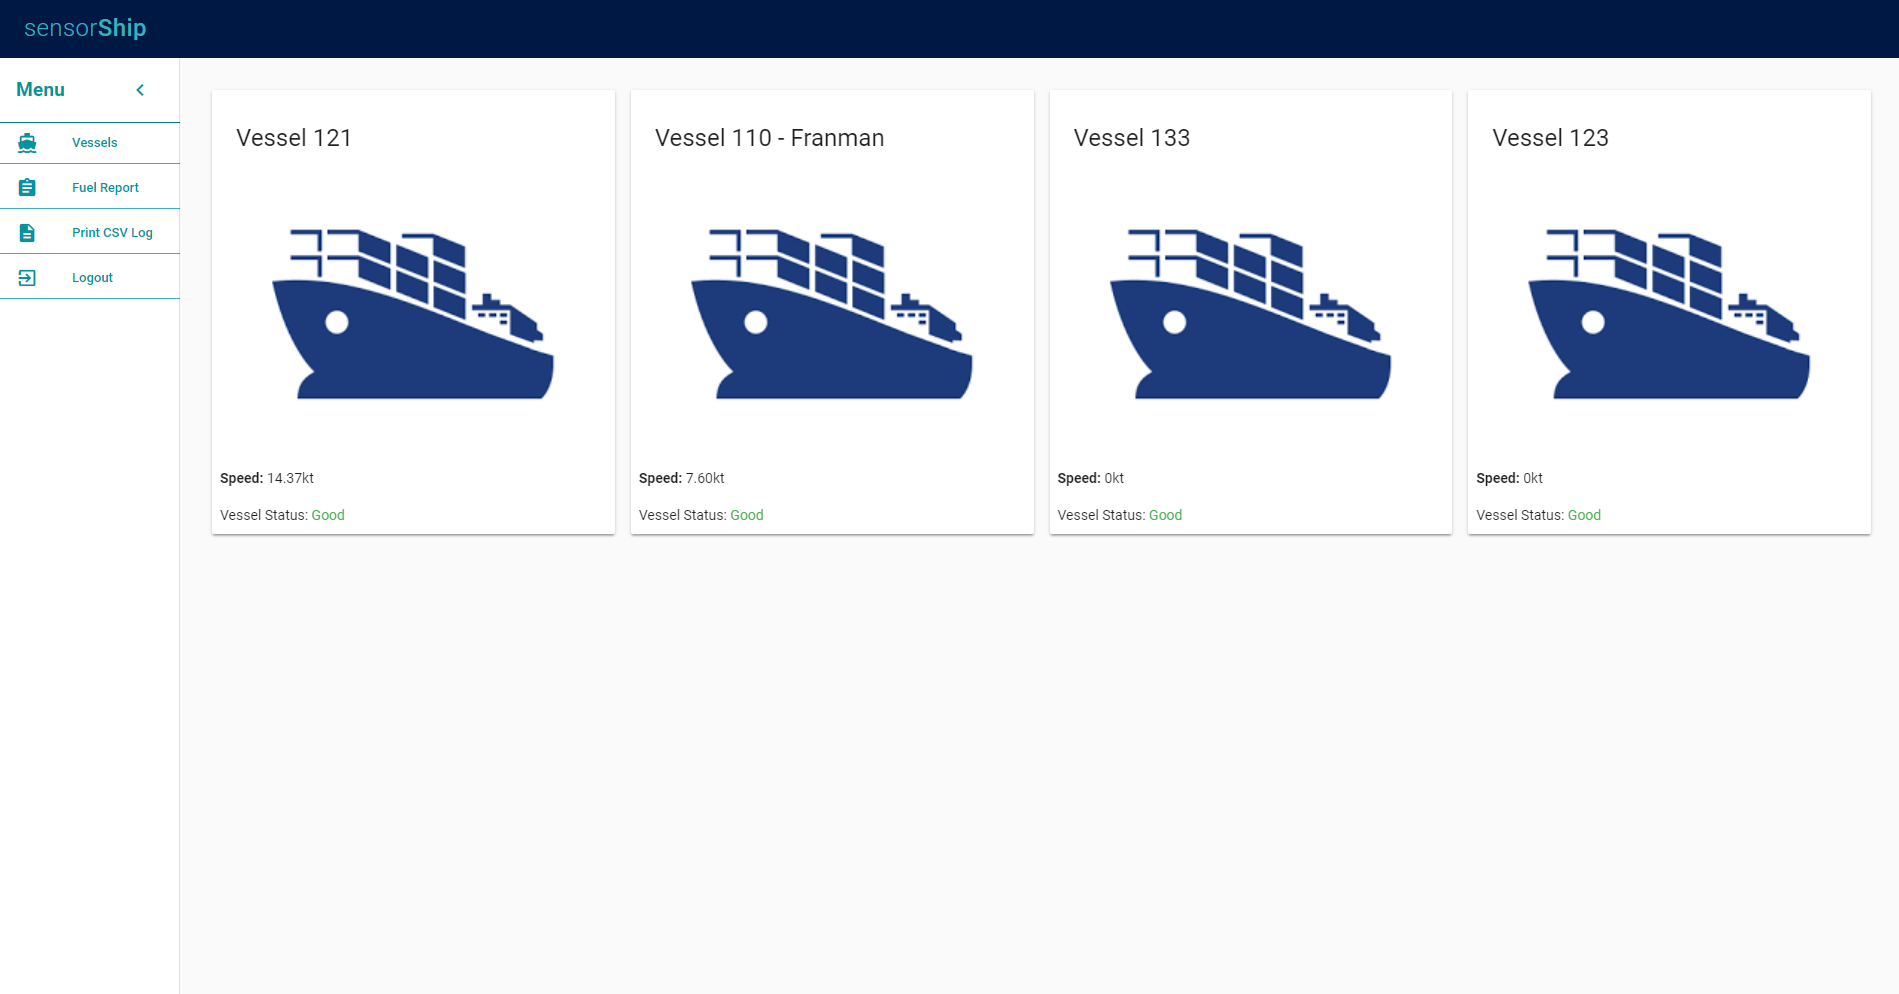 sensorShip
Menu
Vessels
Fuel Report
Print CSV Log
Logout
Vessel 121
Speed: 14.37kt
Vessel Status: Good
Vessel 110 - Franman
Speed: 7.60kt
Vessel Status: Good
Vessel 133
Speed: 0kt
Vessel Status: Good
Vessel 123
Speed: 0kt
Vessel Status: Good